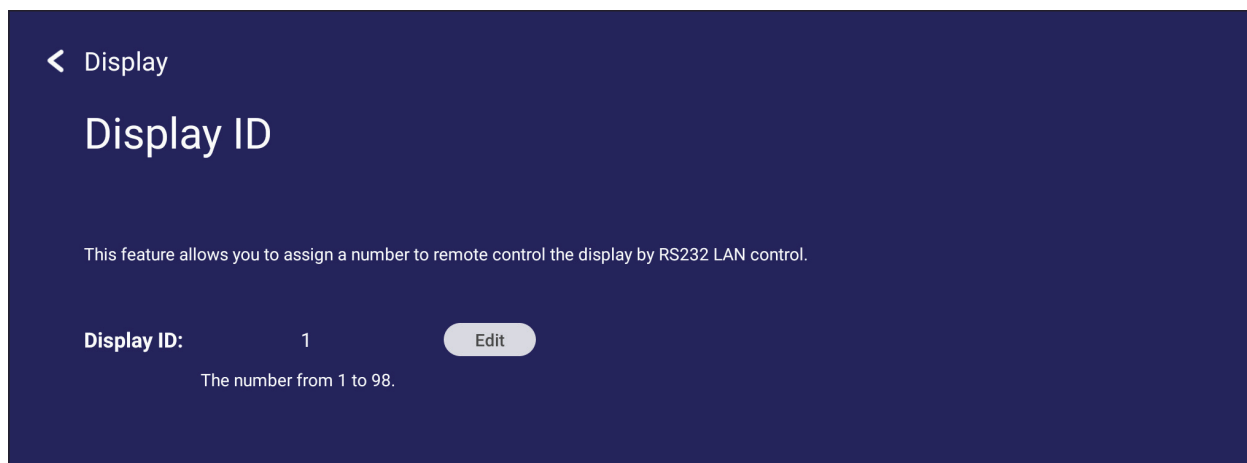 Display
Display ID
This feature allows you to assign a number to remote control the display by RS232 LAN control.
Display ID: 1 Edit
The number from 1 to 98.